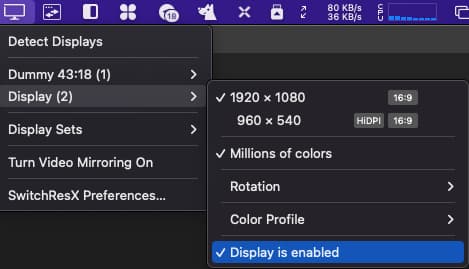 18
80 KB/s
36 KB/s
CPU
Detect Displays
Dummy 43:18 (1)
Display (2)
Display Sets
Turn Video Mirroring On
SwitchResX Preferences...
1920 × 1080 16:9
960 × 540 HiDPI 16:9
Millions of colors
Rotation
Color Profile
Display is enabled